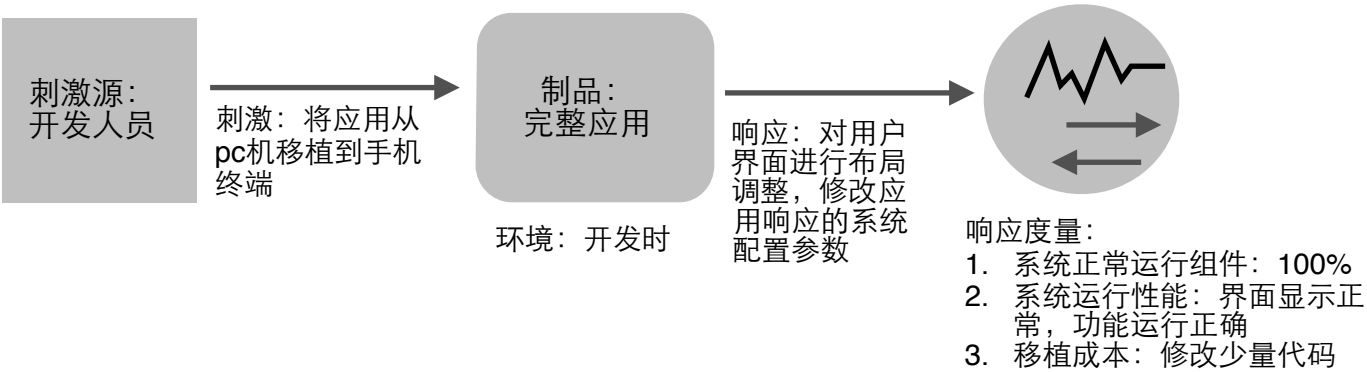 刺激源：
开发人员
刺激：将应用从
pc机移植到手机
终端
制品：
完整应用
环境：开发时
响应：对用户
界面进行布局
调整，修改应
用响应的系统
配置参数
响应度量：
1. 系统正常运行组件：100%
2. 系统运行性能：界面显示正
常，功能运行正确
3. 移植成本：修改少量代码